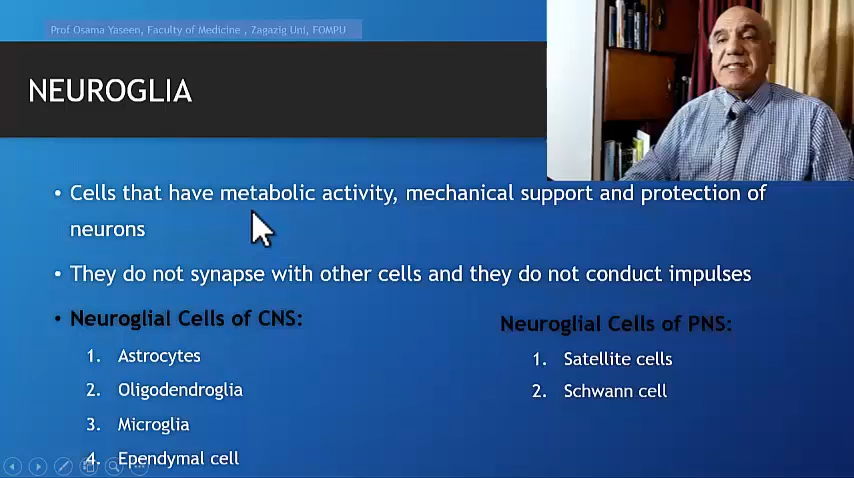 Prof Osama Yaseen, Faculty of Medicine , Zagazig Uni, FOMPU
NEUROGLIA
• Cells that have metabolic activity, mechanical support and protection of
neurons
• They do not synapse with other cells and they do not conduct impulses
• Neuroglial Cells of CNS:
1. Astrocytes
2. Oligodendroglia
3. Microglia
4. Ependymal cell
Neuroglial Cells of PNS:
1. Satellite cells
2. Schwann cell